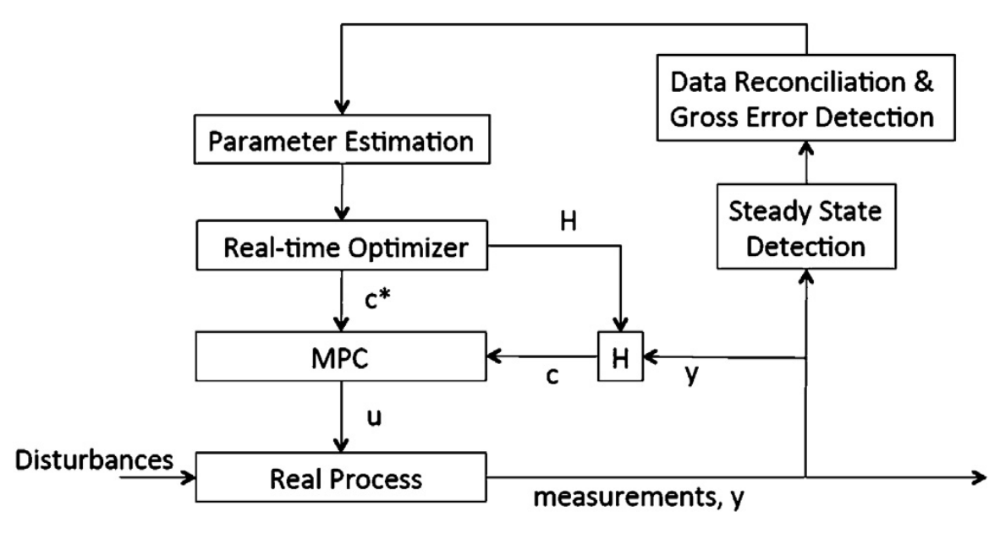 Data Reconciliation &
Gross Error Detection
Parameter Estimation
Steady State
Detection
H
Real-time Optimizer
c*
MPC
H
c
y
u
Disturbances
Real Process
measurements, y